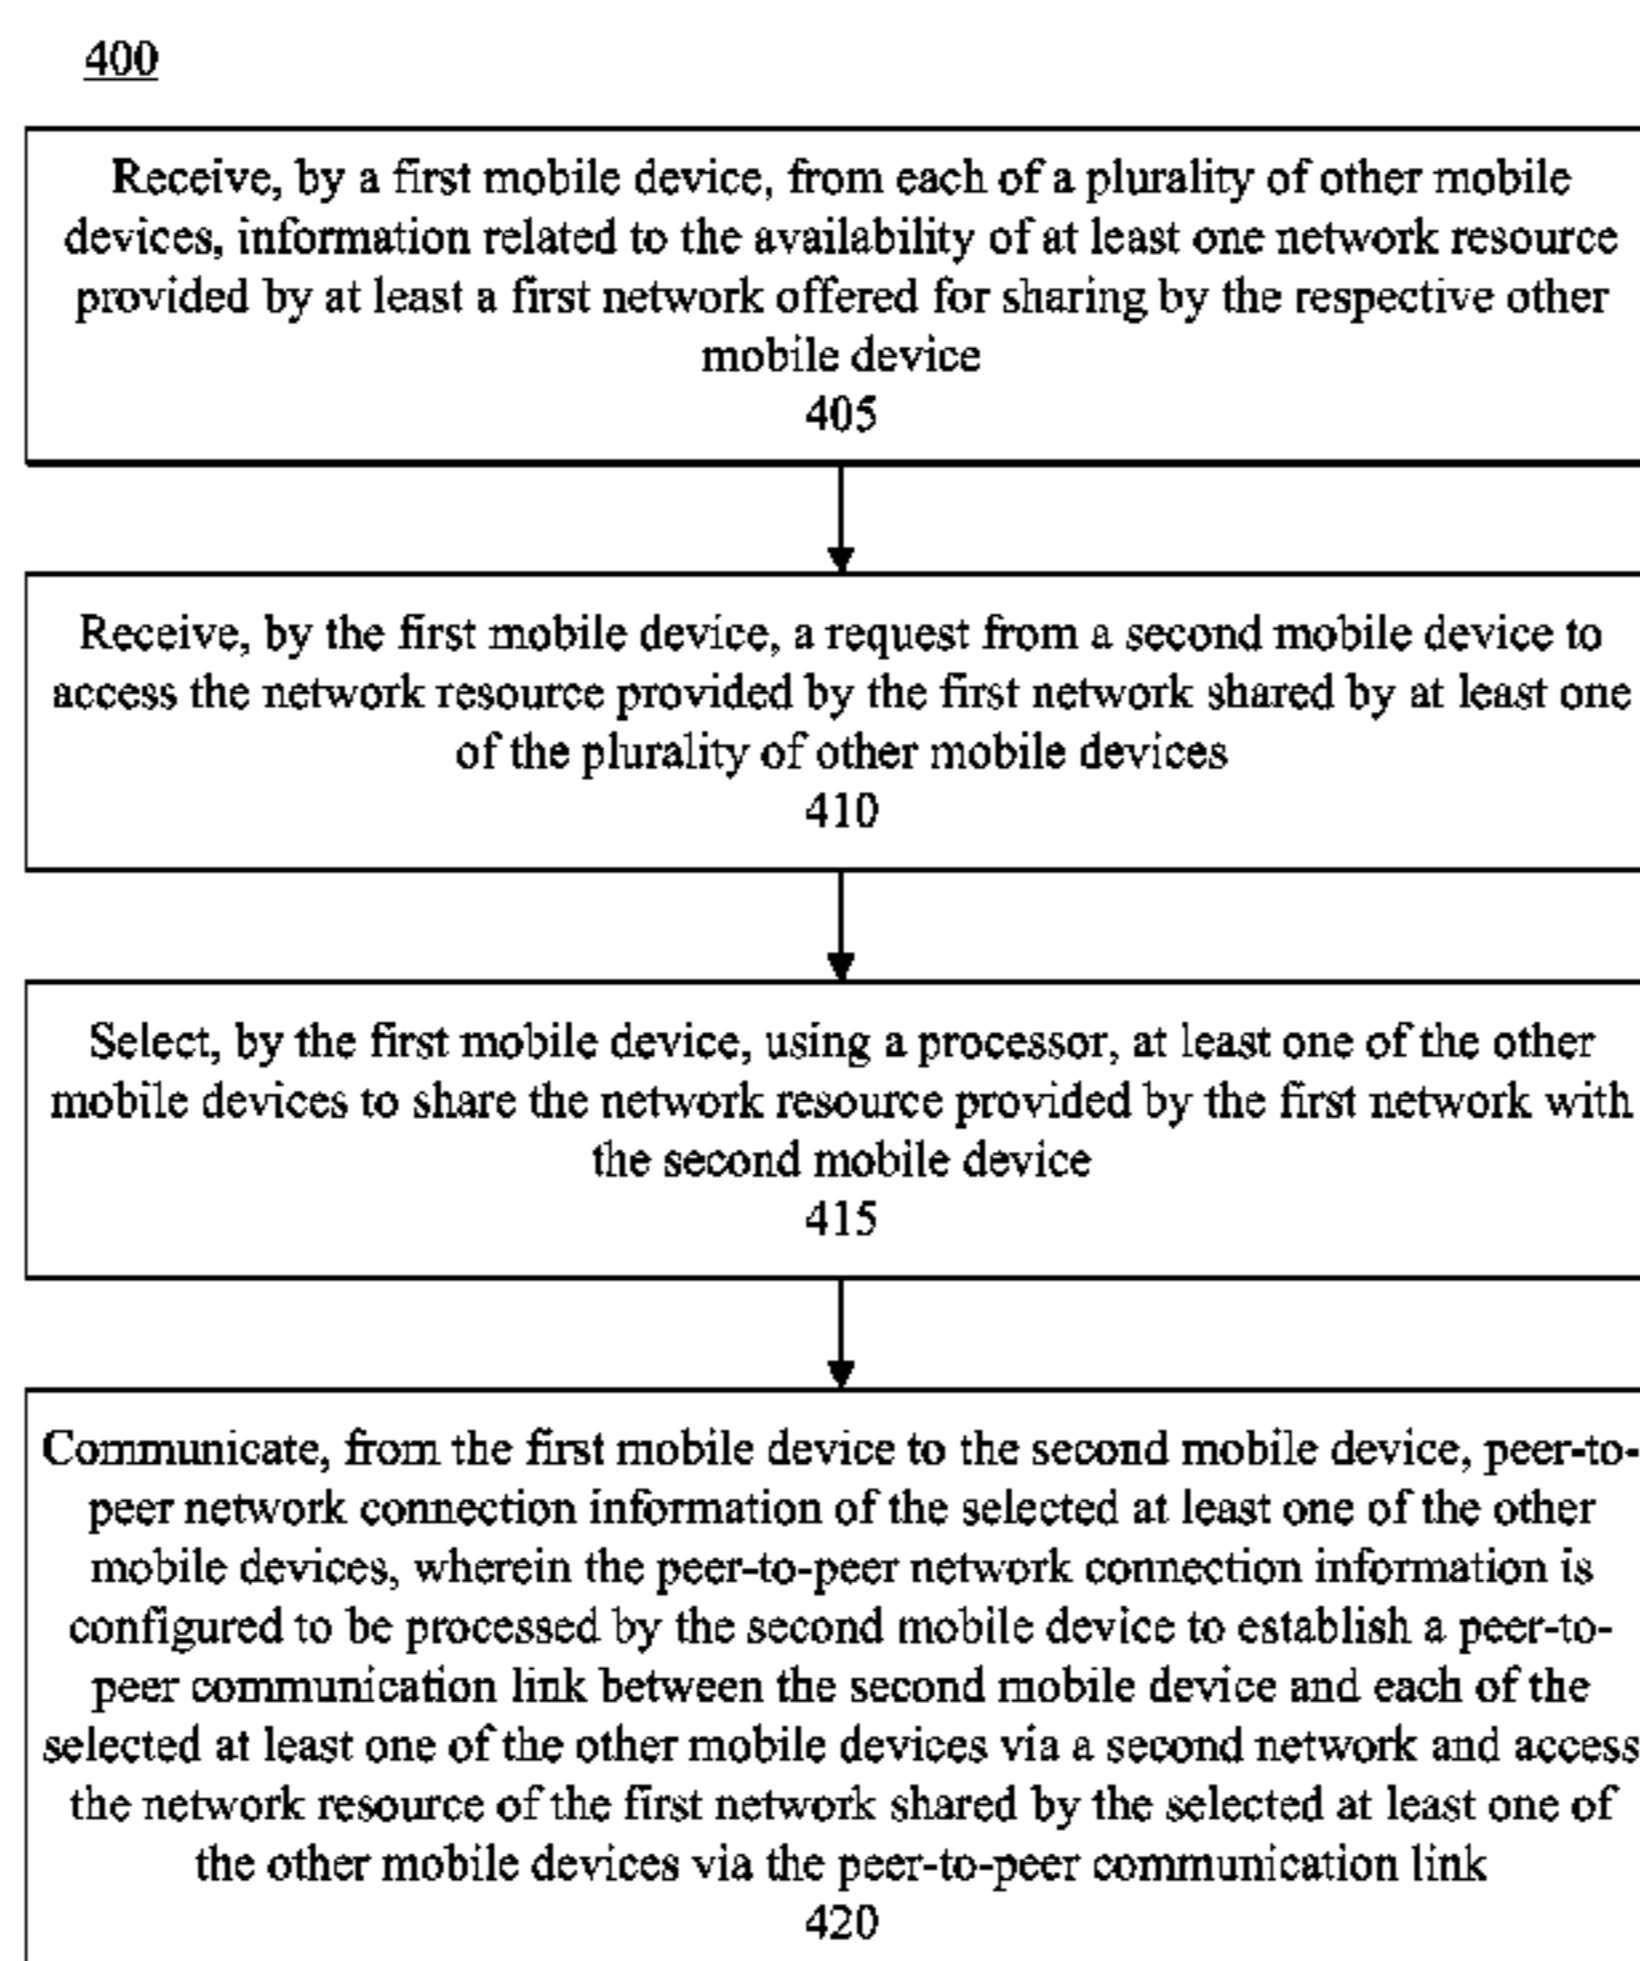 400
Receive, by a first mobile device, from each of a plurality of other mobile
devices, information related to the availability of at least one network resource
provided by at least a first network offered for sharing by the respective other
mobile device
405
Receive, by the first mobile device, a request from a second mobile device to
access the network resource provided by the first network shared by at least one
of the plurality of other mobile devices
410
Select, by the first mobile device, using a processor, at least one of the other
mobile devices to share the network resource provided by the first network with
the second mobile device
415
Communicate, from the first mobile device to the second mobile device, peer-to-
peer network connection information of the selected at least one of the other
mobile devices, wherein the peer-to-peer network connection information is
configured to be processed by the second mobile device to establish a peer-to-
peer communication link between the second mobile device and each of the
selected at least one of the other mobile devices via a second network and access
the network resource of the first network shared by the selected at least one of
the other mobile devices via the peer-to-peer communication link
420